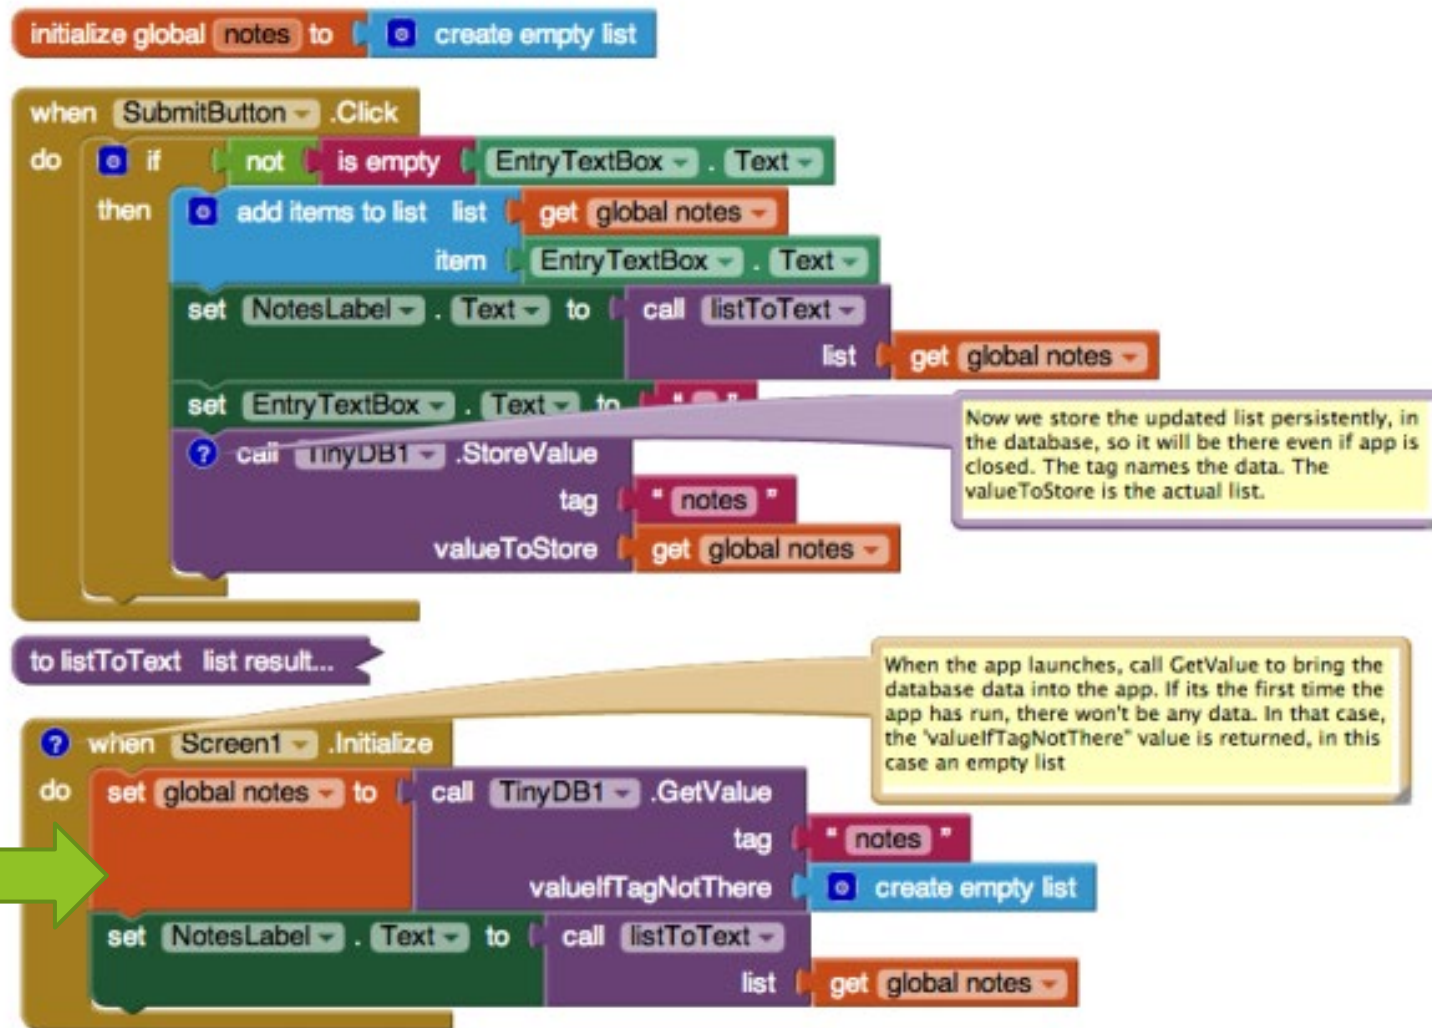 initialize global notes to create empty list
when SubmitButton .Click
do if not is empty EntryTextBox . Text
then add items to list list get global notes
item EntryTextBox . Text
set NotesLabel . Text to call listToText
list get global notes
set EntryTextBox . Text to " "
Now we store the updated list persistently, in
the database, so it will be there even if app is
closed. The tag names the data. The
valueToStore is the actual list.
? call TinyDB1 .StoreValue
tag " notes "
valueToStore get global notes
to listToText list result...
When the app launches, call GetValue to bring the
database data into the app. If its the first time the
app has run, there won't be any data. In that case,
the 'valueIfTagNotThere" value is returned, in this
case an empty list
? when Screen1 .Initialize
do set global notes to call TinyDB1 .GetValue
tag " notes "
valueIfTagNotThere create empty list
set NotesLabel . Text to call listToText
list get global notes